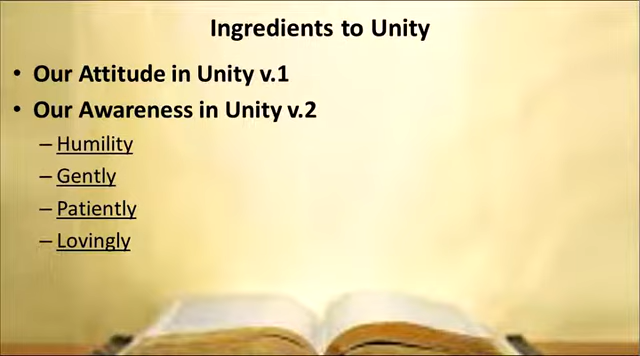 Ingredients to Unity
• Our Attitude in Unity v.1
• Our Awareness in Unity v.2
– Humility
– Gently
– Patiently
– Lovingly